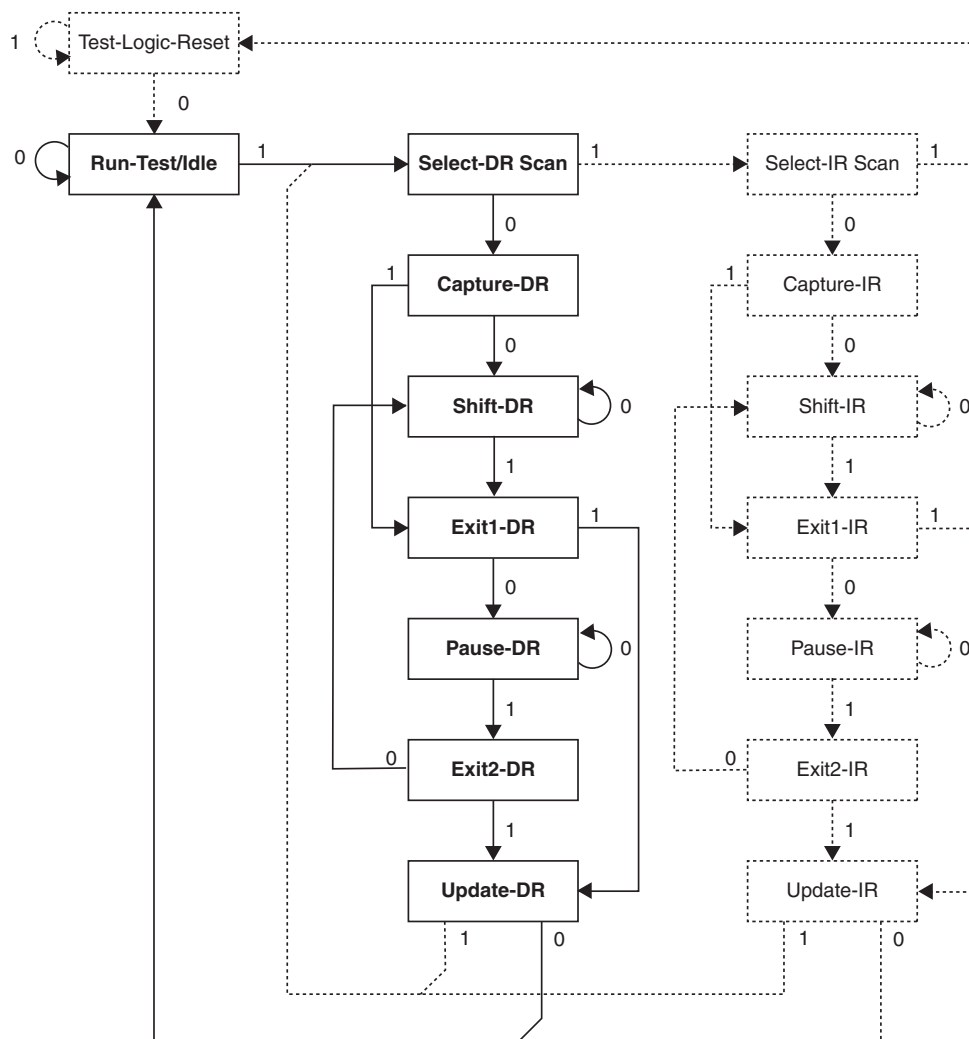 Test-Logic-Reset
1
0
0
Run-Test/Idle
1
Select-DR Scan
1
Select-IR Scan
1
0
0
1
Capture-DR
1
Capture-IR
0
0
Shift-DR
0
Shift-IR
0
1
1
Exit1-DR
1
Exit1-IR
1
0
0
Pause-DR
0
Pause-IR
0
1
1
0
Exit2-DR
0
Exit2-IR
1
1
Update-DR
Update-IR
1
0
1
0